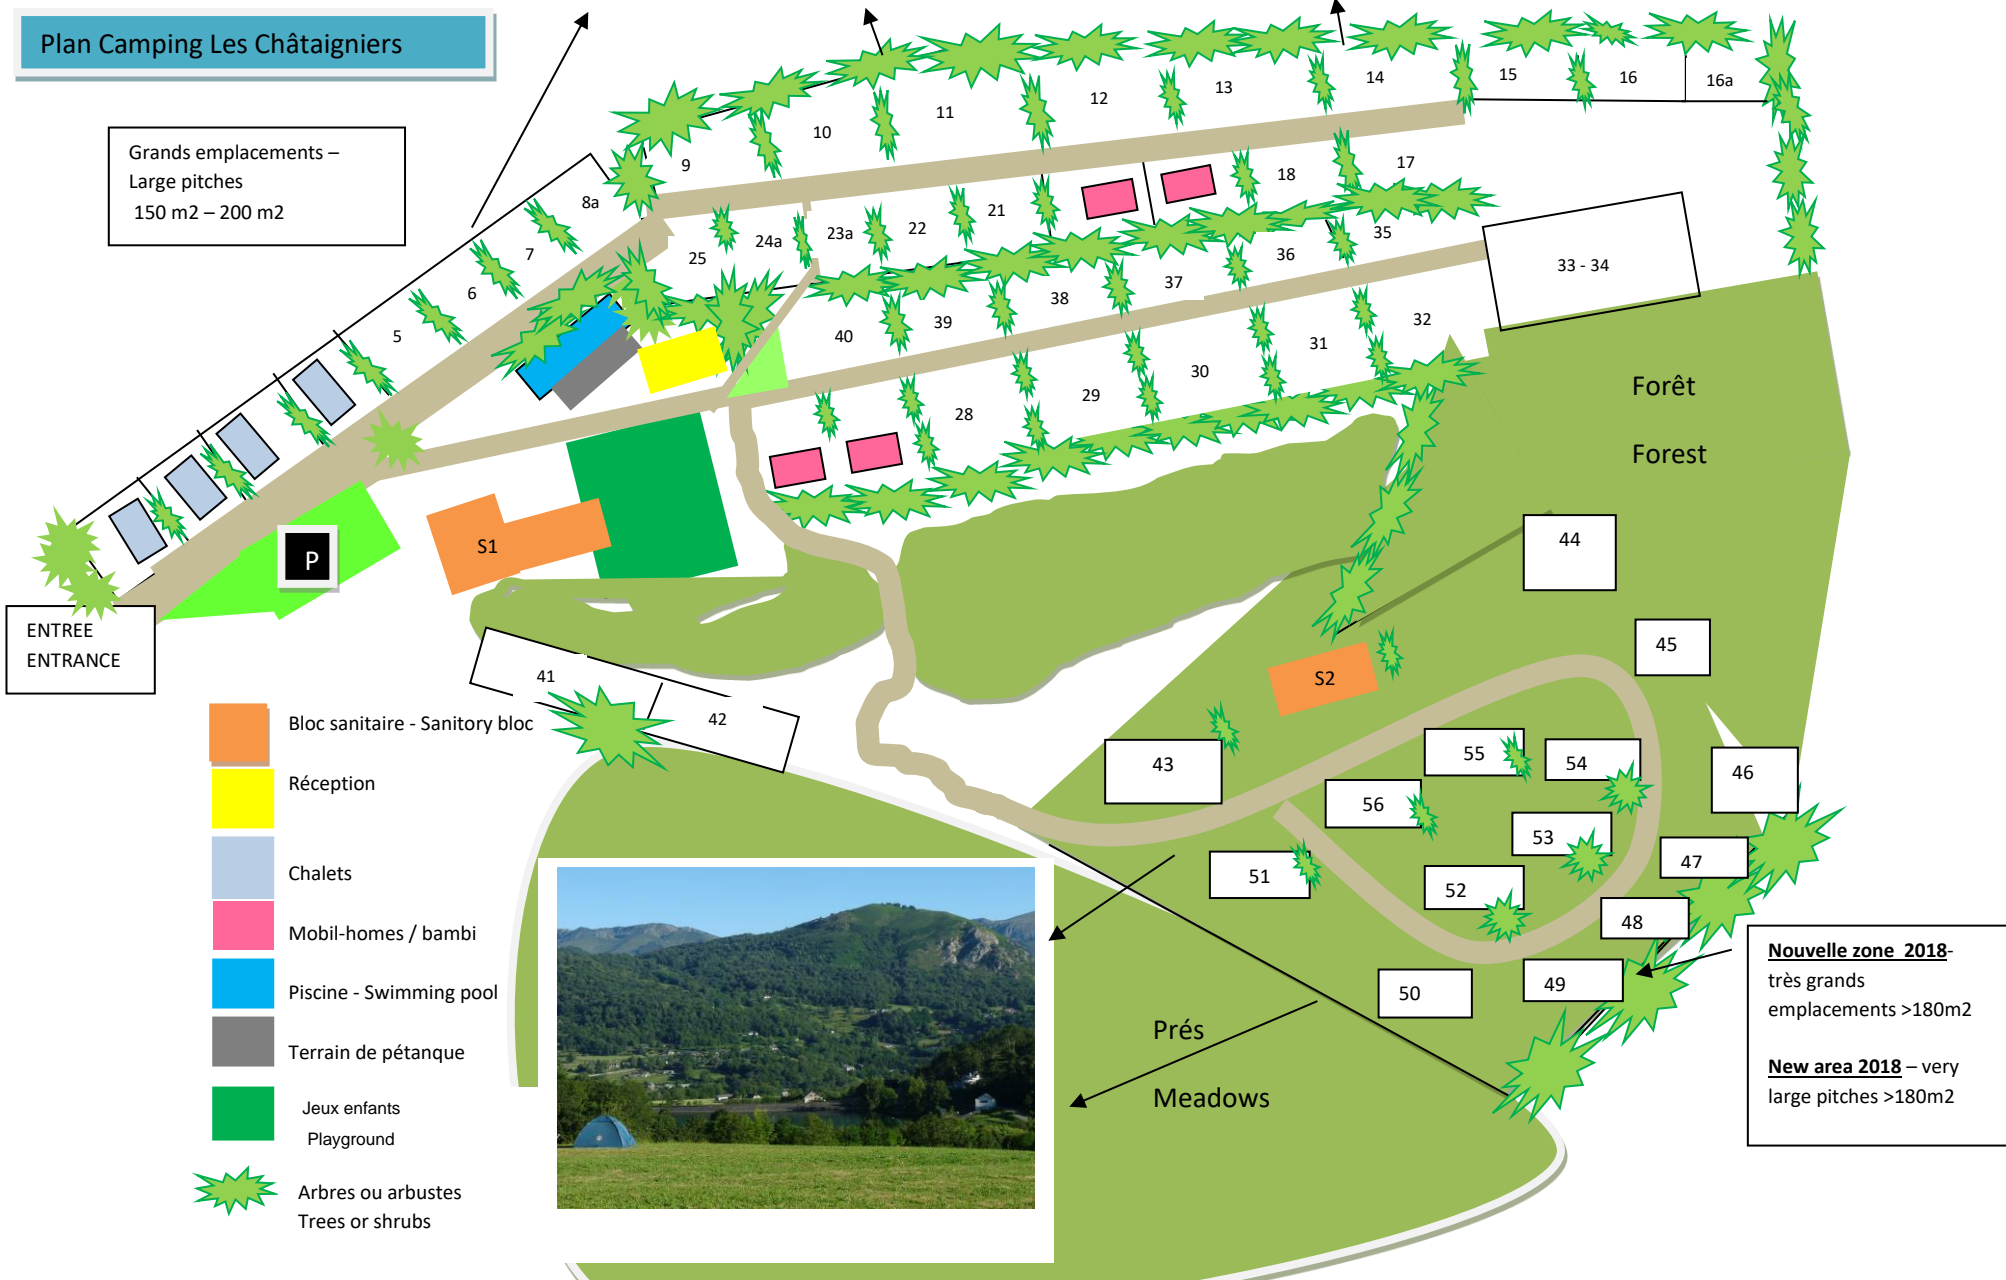 Plan Camping Les Châtaigniers
Grands emplacements –
Large pitches
150 m2 – 200 m2
9
10
11
12
13
14
15
16
16a
8a
7
6
5
25
24a
23a
22
21
18
17
40
39
38
37
36
35
33 - 34
28
29
30
31
32
Forêt
Forest
P
S1
ENTREE
ENTRANCE
41
42
43
44
45
46
47
48
49
50
51
52
53
54
55
56
S2
Bloc sanitaire - Sanitory bloc
Réception
Chalets
Mobil-homes / bambi
Piscine - Swimming pool
Terrain de pétanque
Jeux enfants
Playground
Arbres ou arbustes
Trees or shrubs
Prés
Meadows
Nouvelle zone 2018-
très grands
emplacements >180m2
New area 2018 – very
large pitches >180m2